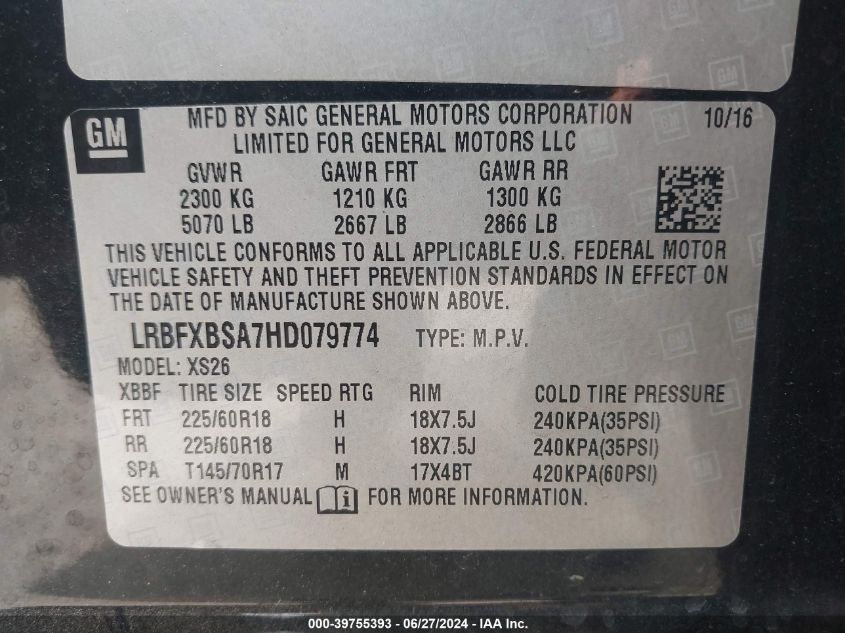 GM
MFD BY SAIC GENERAL MOTORS CORPORATION 10/16
LIMITED FOR GENERAL MOTORS LLC
GVWR GAWR FRT GAWR RR
2300 KG 1210 KG 1300 KG
5070 LB 2667 LB 2866 LB
THIS VEHICLE CONFORMS TO ALL APPLICABLE U.S. FEDERAL MOTOR
VEHICLE SAFETY AND THEFT PREVENTION STANDARDS IN EFFECT ON
THE DATE OF MANUFACTURE SHOWN ABOVE.
LRBFXBSA7HD079774 TYPE: M.P.V.
MODEL: XS26
XBBF TIRE SIZE SPEED RTG RIM COLD TIRE PRESSURE
FRT 225/60R18 H 18X7.5J 240KPA(35PSI)
RR 225/60R18 H 18X7.5J 240KPA(35PSI)
SPA T145/70R17 M 17X4BT 420KPA(60PSI)
SEE OWNER'S MANUAL i FOR MORE INFORMATION.
000-39755393 - 06/27/2024 - IAA Inc.